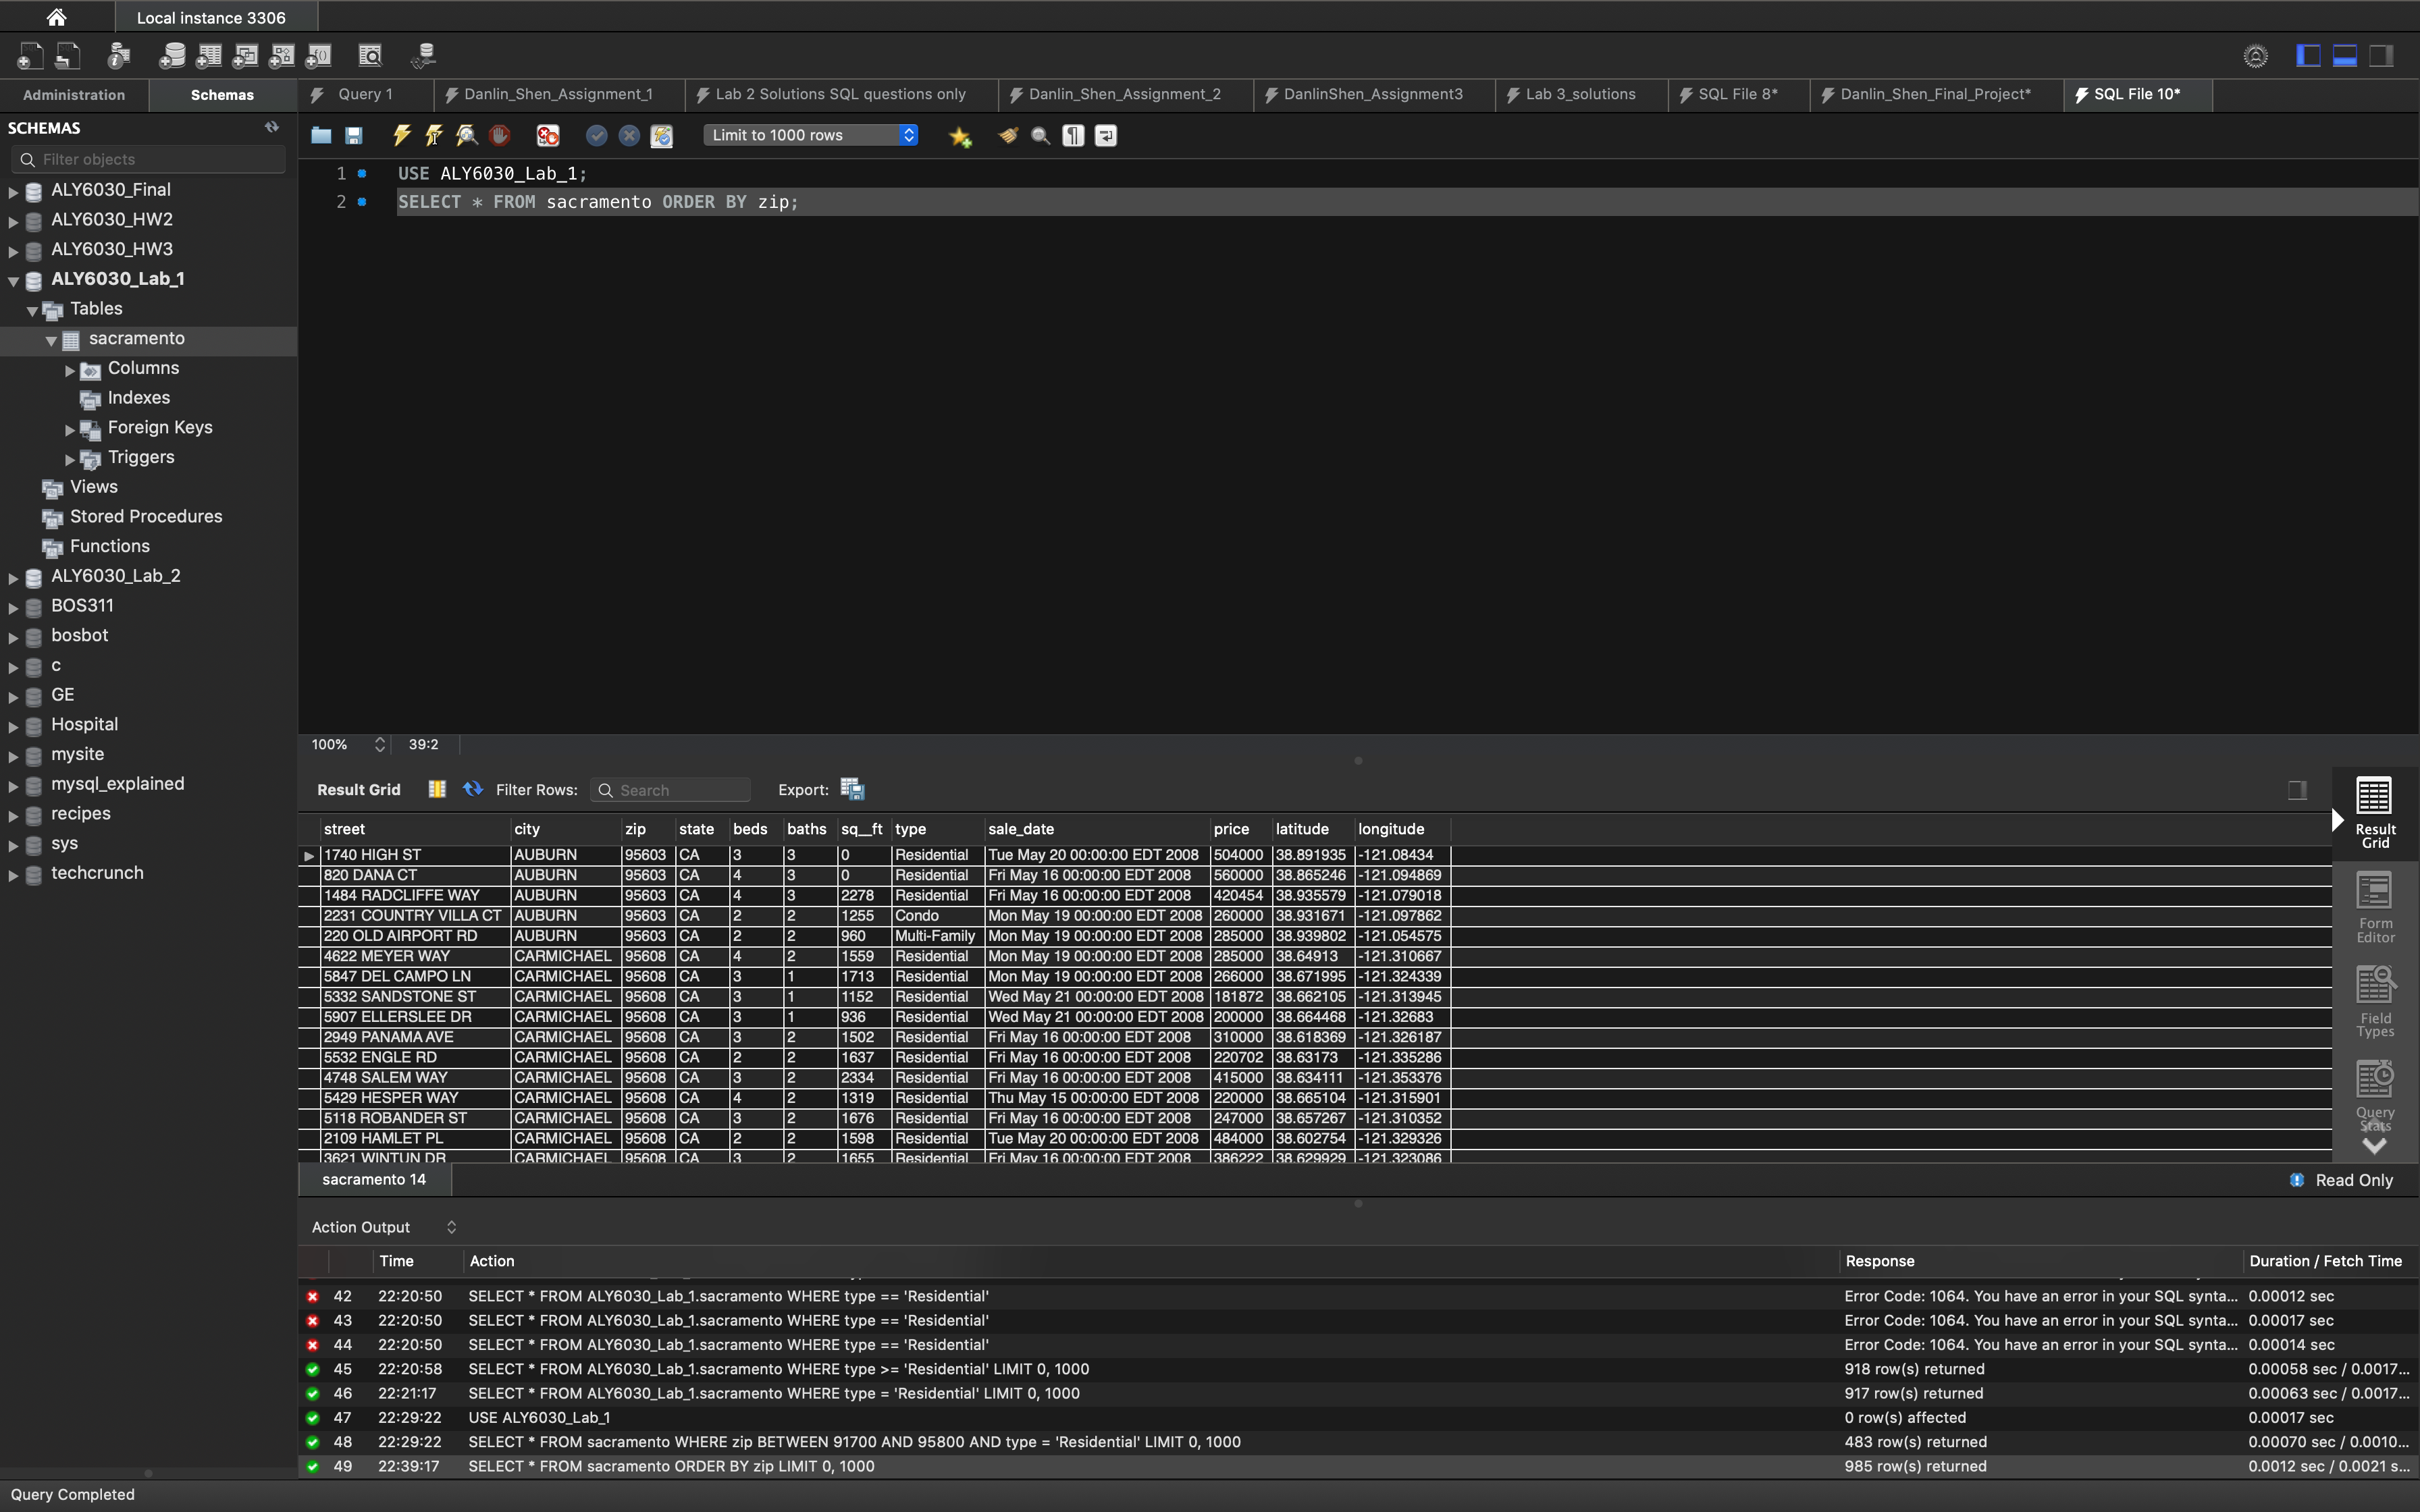 Local instance 3306
Administration Schemas Query 1 Danlin_Shen_Assignment_1 Lab 2 Solutions SQL questions only Danlin_Shen_Assignment_2 DanlinShen_Assignment3 Lab 3_solutions SQL File 8* Danlin_Shen_Final_Project* SQL File 10*
SCHEMAS
Limit to 1000 rows
Filter objects
1 USE ALY6030_Lab_1;
2 SELECT * FROM sacramento ORDER BY zip;
ALY6030_Final
ALY6030_HW2
ALY6030_HW3
ALY6030_Lab_1
Tables
sacramento
Columns
Indexes
Foreign Keys
Triggers
Views
Stored Procedures
Functions
ALY6030_Lab_2
BOS311
bosbot
c
GE
Hospital
mysite
mysql_explained
recipes
sys
techcrunch
100% 39:2
Result Grid Filter Rows: Search Export:
street city zip state beds baths sq__ft type sale_date price latitude longitude
1740 HIGH ST AUBURN 95603 CA 3 3 0 Residential Tue May 20 00:00:00 EDT 2008 504000 38.891935 -121.08434
820 DANA CT AUBURN 95603 CA 4 3 0 Residential Fri May 16 00:00:00 EDT 2008 560000 38.865246 -121.094869
1484 RADCLIFFE WAY AUBURN 95603 CA 4 3 2278 Residential Fri May 16 00:00:00 EDT 2008 420454 38.935579 -121.079018
2231 COUNTRY VILLA CT AUBURN 95603 CA 2 2 1255 Condo Mon May 19 00:00:00 EDT 2008 260000 38.931671 -121.097862
220 OLD AIRPORT RD AUBURN 95603 CA 2 2 960 Multi-Family Mon May 19 00:00:00 EDT 2008 285000 38.939802 -121.054575
4622 MEYER WAY CARMICHAEL 95608 CA 4 2 1559 Residential Mon May 19 00:00:00 EDT 2008 285000 38.64913 -121.310667
5847 DEL CAMPO LN CARMICHAEL 95608 CA 3 1 1713 Residential Mon May 19 00:00:00 EDT 2008 266000 38.671995 -121.324339
5332 SANDSTONE ST CARMICHAEL 95608 CA 3 1 1152 Residential Wed May 21 00:00:00 EDT 2008 181872 38.662105 -121.313945
5907 ELLERSLEE DR CARMICHAEL 95608 CA 3 1 936 Residential Wed May 21 00:00:00 EDT 2008 200000 38.664468 -121.32683
2949 PANAMA AVE CARMICHAEL 95608 CA 3 2 1502 Residential Fri May 16 00:00:00 EDT 2008 310000 38.618369 -121.326187
5532 ENGLE RD CARMICHAEL 95608 CA 2 2 1637 Residential Fri May 16 00:00:00 EDT 2008 220702 38.63173 -121.335286
4748 SALEM WAY CARMICHAEL 95608 CA 3 2 2334 Residential Fri May 16 00:00:00 EDT 2008 415000 38.634111 -121.353376
5429 HESPER WAY CARMICHAEL 95608 CA 4 2 1319 Residential Thu May 15 00:00:00 EDT 2008 220000 38.665104 -121.315901
5118 ROBANDER ST CARMICHAEL 95608 CA 3 2 1676 Residential Fri May 16 00:00:00 EDT 2008 247000 38.657267 -121.310352
2109 HAMLET PL CARMICHAEL 95608 CA 2 2 1598 Residential Tue May 20 00:00:00 EDT 2008 484000 38.602754 -121.329326
3621 WINTUN DR CARMICHAEL 95608 CA 3 2 1655 Residential Fri May 16 00:00:00 EDT 2008 386222 38.629929 -121.323086
Result
Grid
Form
Editor
Field
Types
Query
Stats
sacramento 14 Read Only
Action Output
Time Action Response Duration / Fetch Time
42 22:20:50 SELECT * FROM ALY6030_Lab_1.sacramento WHERE type == 'Residential' Error Code: 1064. You have an error in your SQL synta... 0.00012 sec
43 22:20:50 SELECT * FROM ALY6030_Lab_1.sacramento WHERE type == 'Residential' Error Code: 1064. You have an error in your SQL synta... 0.00017 sec
44 22:20:50 SELECT * FROM ALY6030_Lab_1.sacramento WHERE type == 'Residential' Error Code: 1064. You have an error in your SQL synta... 0.00014 sec
45 22:20:58 SELECT * FROM ALY6030_Lab_1.sacramento WHERE type >= 'Residential' LIMIT 0, 1000 918 row(s) returned 0.00058 sec / 0.0017...
46 22:21:17 SELECT * FROM ALY6030_Lab_1.sacramento WHERE type = 'Residential' LIMIT 0, 1000 917 row(s) returned 0.00063 sec / 0.0017...
47 22:29:22 USE ALY6030_Lab_1 0 row(s) affected 0.00017 sec
48 22:29:22 SELECT * FROM sacramento WHERE zip BETWEEN 91700 AND 95800 AND type = 'Residential' LIMIT 0, 1000 483 row(s) returned 0.00070 sec / 0.0010...
49 22:39:17 SELECT * FROM sacramento ORDER BY zip LIMIT 0, 1000 985 row(s) returned 0.0012 sec / 0.0021 s...
Query Completed